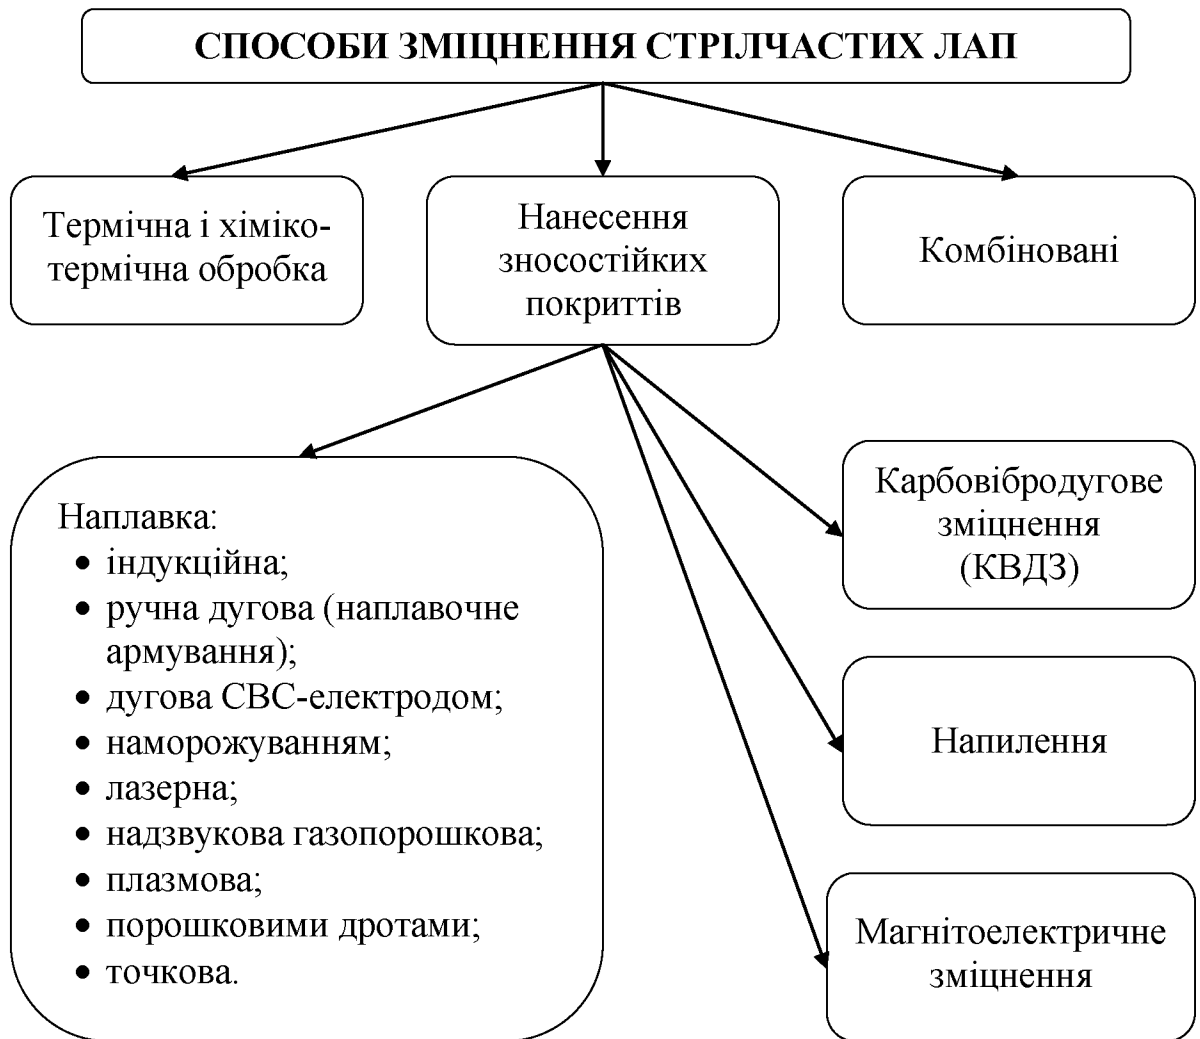 СПОСОБИ ЗМІЦНЕННЯ СТРІЛЧАСТИХ ЛАП
Термічна і хіміко-
термічна обробка
Нанесення
зносостійких
покриттів
Комбіновані
Наплавка:
• індукційна;
• ручна дугова (наплавочне
армування);
• дугова СВС-електродом;
• наморожуванням;
• лазерна;
• надзвукова газопорошкова;
• плазмова;
• порошковими дротами;
• точкова.
Карбовібродугове
зміцнення
(КВДЗ)
Напилення
Магнітоелектричне
зміцнення